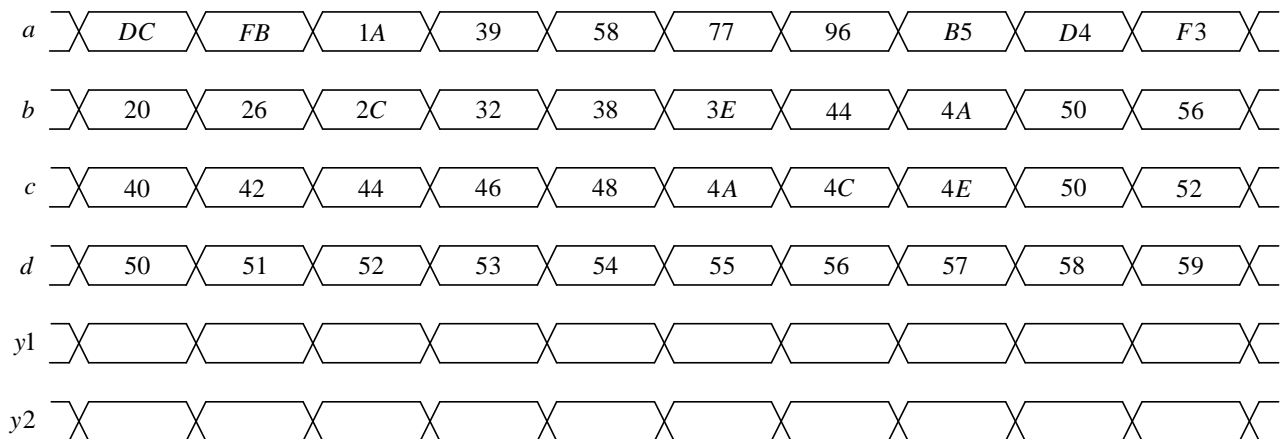 a DC FB 1A 39 58 77 96 B5 D4 F3
b 20 26 2C 32 38 3E 44 4A 50 56
c 40 42 44 46 48 4A 4C 4E 50 52
d 50 51 52 53 54 55 56 57 58 59
y1
y2